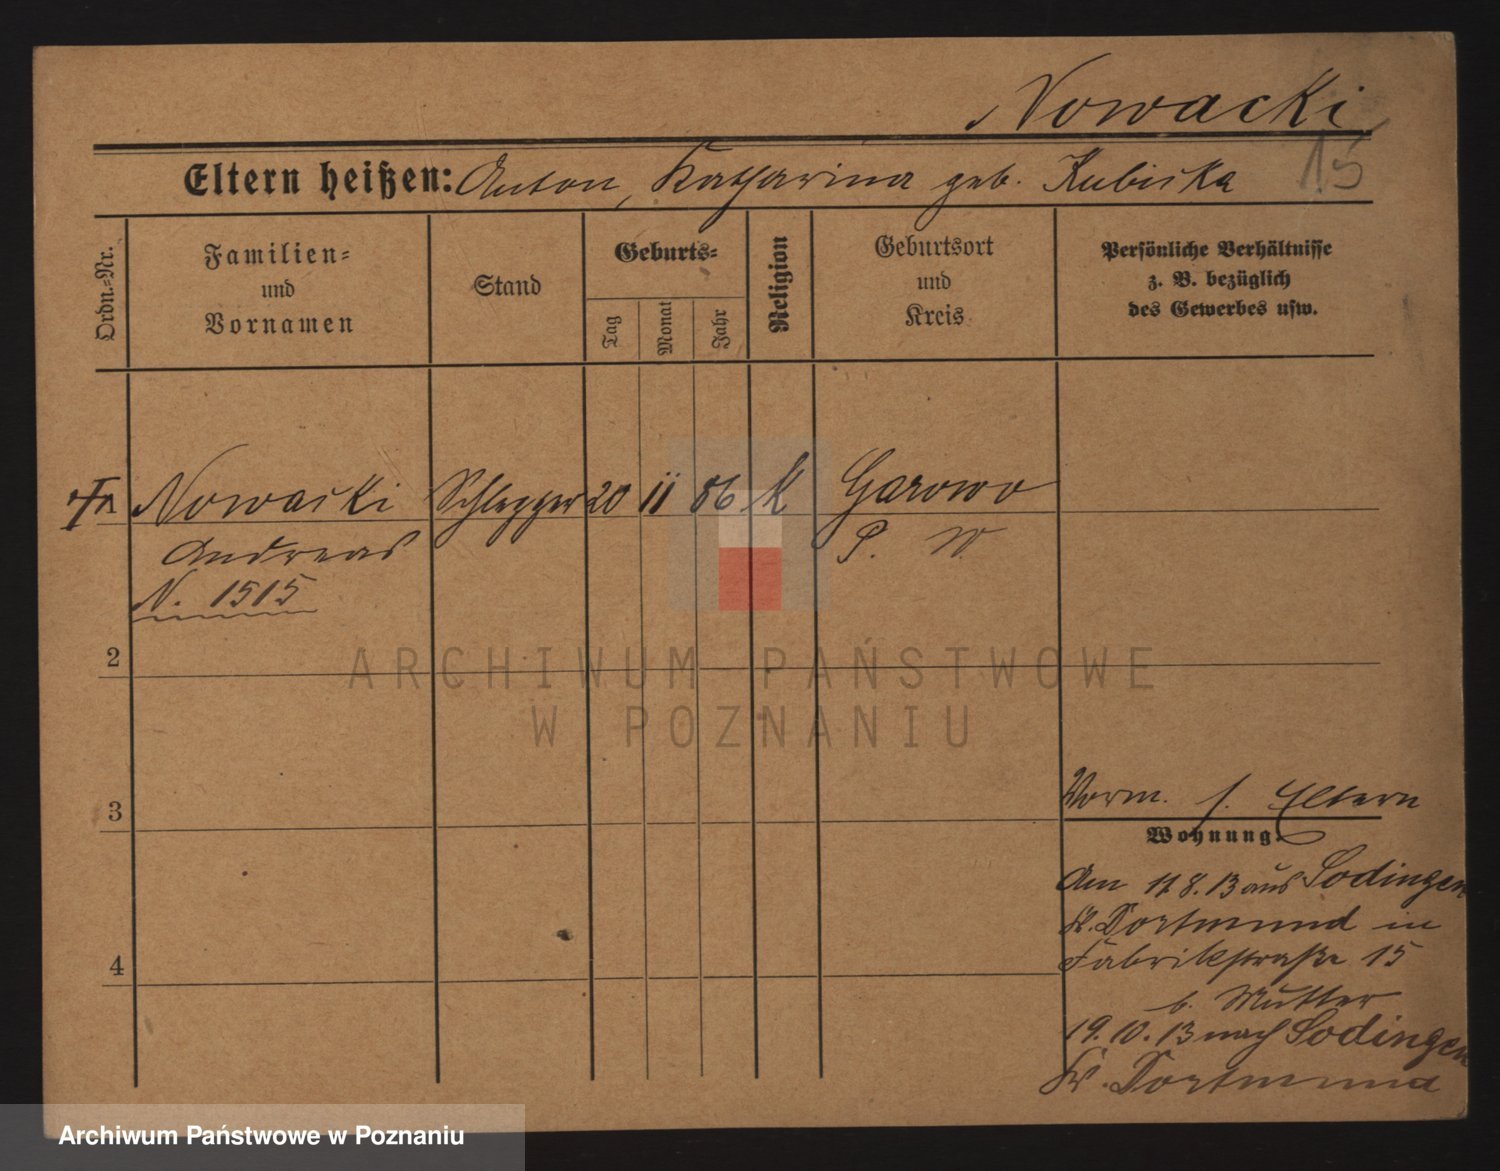 Nowacki
15
Eltern heißen: Anton, Katharina geb. Kubiska
Ordn.-Nr.
Familien-
und
Vornamen
Stand
Geburts-
Tag
Monat
Jahr
Religion
Geburtsort
und
Kreis
Persönliche Verhältnisse
z. B. bezüglich
des Gewerbes usw.
Nowacki Schlepper 20 11 86 K Garowo
Andreas P. W
N. 1515
2
3
4
Vorm. s. Eltern
Wohnung.
Am 11.8.13 aus Sodingen
Kr. Dortmund in
Fabrikstraße 15
b. Mutter
19.10.13 nach Sodingen
Kr. Dortmund
ARCHIWUM PAŃSTWOWE
W POZNANIU
Archiwum Państwowe w Poznaniu